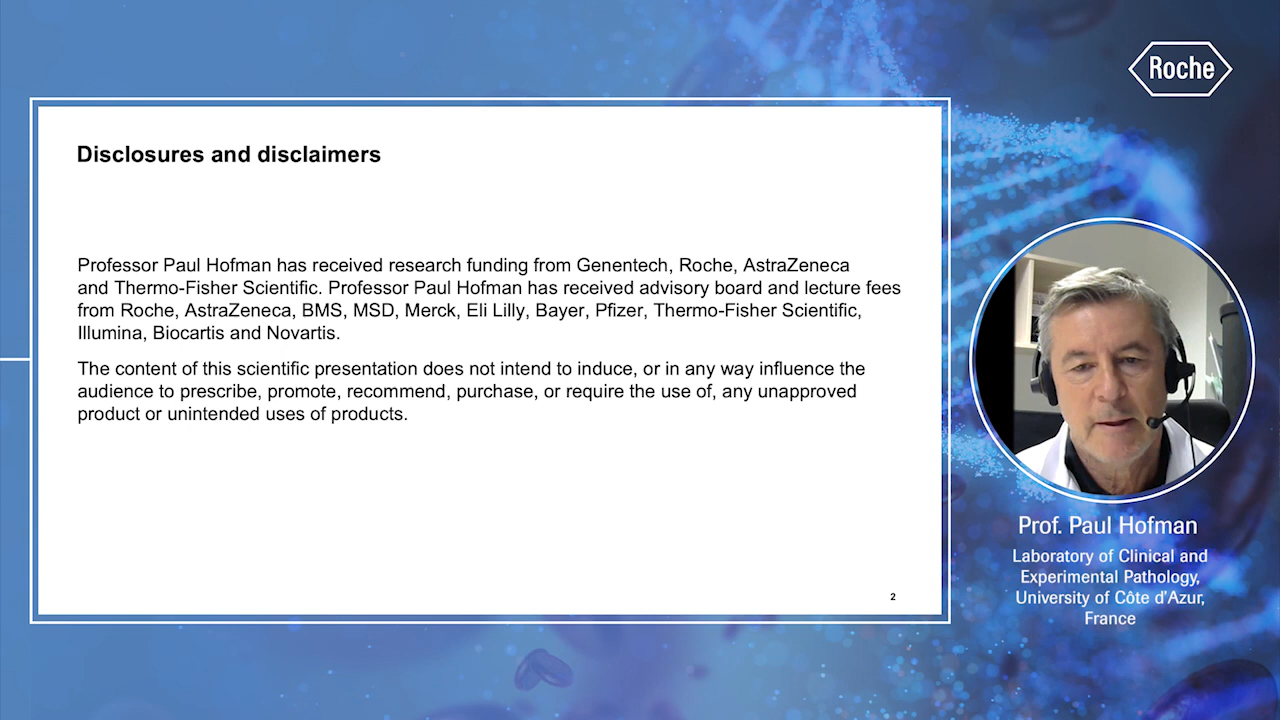 Roche
Disclosures and disclaimers
Professor Paul Hofman has received research funding from Genentech, Roche, AstraZeneca
and Thermo-Fisher Scientific. Professor Paul Hofman has received advisory board and lecture fees
from Roche, AstraZeneca, BMS, MSD, Merck, Eli Lilly, Bayer, Pfizer, Thermo-Fisher Scientific,
Illumina, Biocartis and Novartis.
The content of this scientific presentation does not intend to induce, or in any way influence the
audience to prescribe, promote, recommend, purchase, or require the use of, any unapproved
product or unintended uses of products.
2
Prof. Paul Hofman
Laboratory of Clinical and
Experimental Pathology,
University of Côte d'Azur,
France